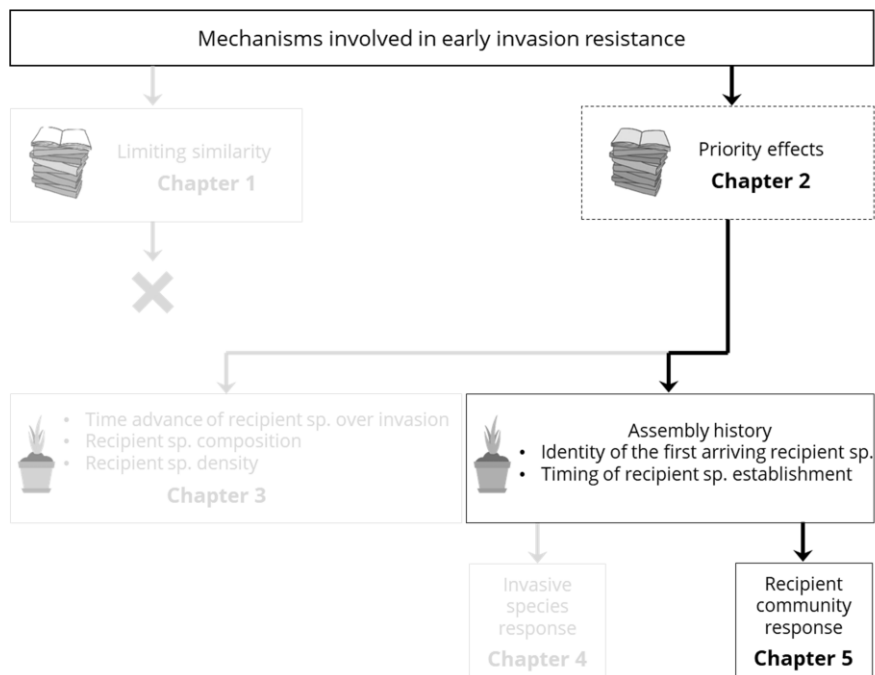 Mechanisms involved in early invasion resistance
Limiting similarity
Chapter 1
Priority effects
Chapter 2
• Time advance of recipient sp. over invasion
• Recipient sp. composition
• Recipient sp. density
Chapter 3
Assembly history
• Identity of the first arriving recipient sp.
• Timing of recipient sp. establishment
Invasive
species
response
Chapter 4
Recipient
community
response
Chapter 5